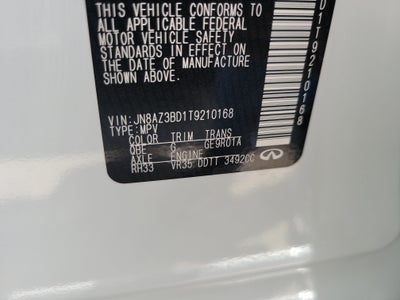 THIS VEHICLE CONFORMS TO
ALL APPLICABLE FEDERAL
MOTOR VEHICLE SAFETY
STANDARDS IN EFFECT ON
THE DATE OF MANUFACTURE
SHOWN ABOVE.
VIN:JN8AZ3BD1T9210168
TYPE:MPV
COLOR TRIM TRANS
QBE G GE9R01A
AXLE ENGINE
RH33 VR35 DDTT 3492CC
D1T9210168